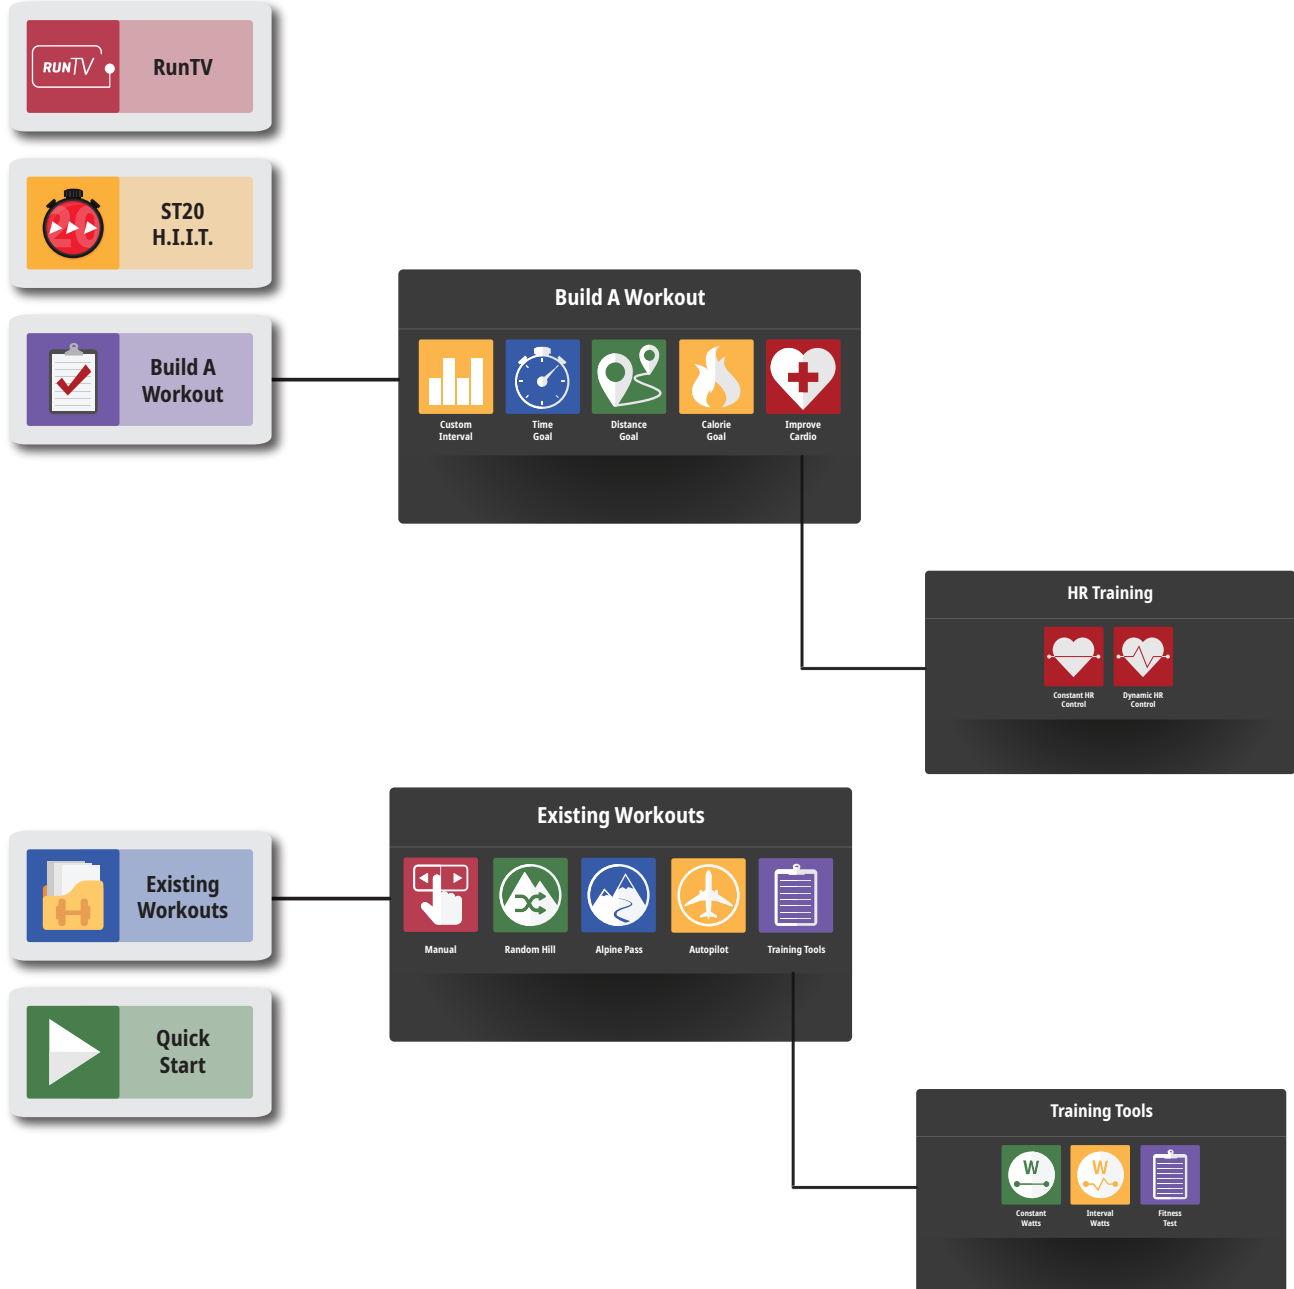 RUNTV
RunTV
20
ST20
H.I.I.T.
Build A
Workout
Build A Workout
Custom
Interval
Time
Goal
Distance
Goal
Calorie
Goal
Improve
Cardio
HR Training
Constant HR
Control
Dynamic HR
Control
Existing
Workouts
Existing Workouts
Manual
Random Hill
Alpine Pass
Autopilot
Training Tools
Quick
Start
Training Tools
W
Constant
Watts
W
Interval
Watts
Fitness
Test